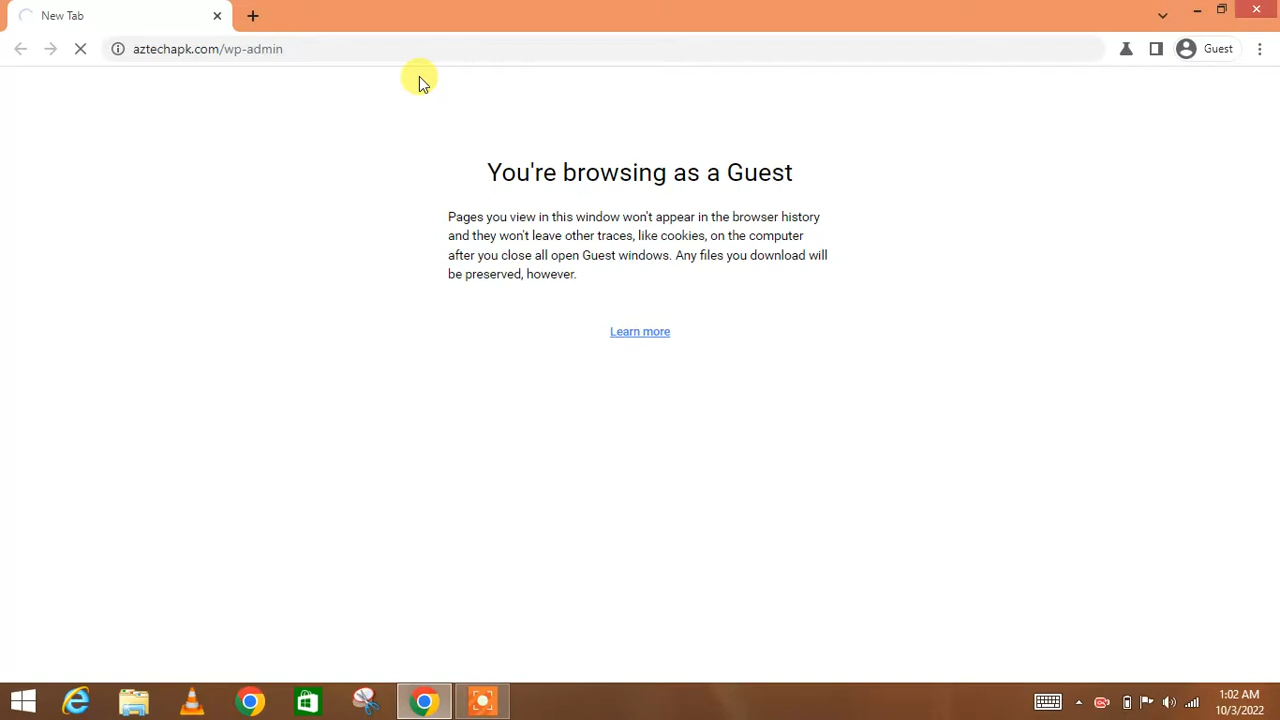 New Tab
aztechapk.com/wp-admin
Guest
You're browsing as a Guest
Pages you view in this window won't appear in the browser history
and they won't leave other traces, like cookies, on the computer
after you close all open Guest windows. Any files you download will
be preserved, however.
Learn more
1:02 AM
10/3/2022